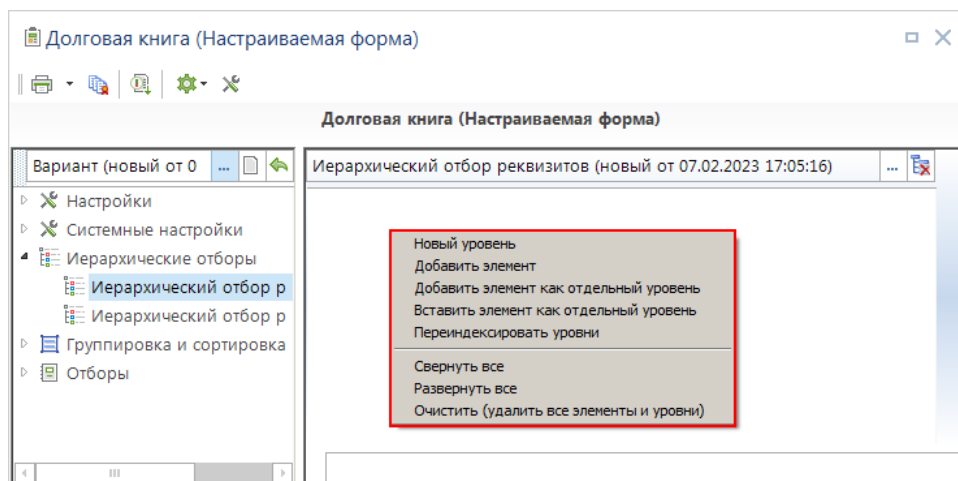 Долговая книга (Настраиваемая форма)
Долговая книга (Настраиваемая форма)
Вариант (новый от 0 ...
Иерархический отбор реквизитов (новый от 07.02.2023 17:05:16) ...
Настройки
Системные настройки
Иерархические отборы
Иерархический отбор р
Иерархический отбор р
Группировка и сортировка
Отборы
Новый уровень
Добавить элемент
Добавить элемент как отдельный уровень
Вставить элемент как отдельный уровень
Переиндексировать уровни
Свернуть все
Развернуть все
Очистить (удалить все элементы и уровни)